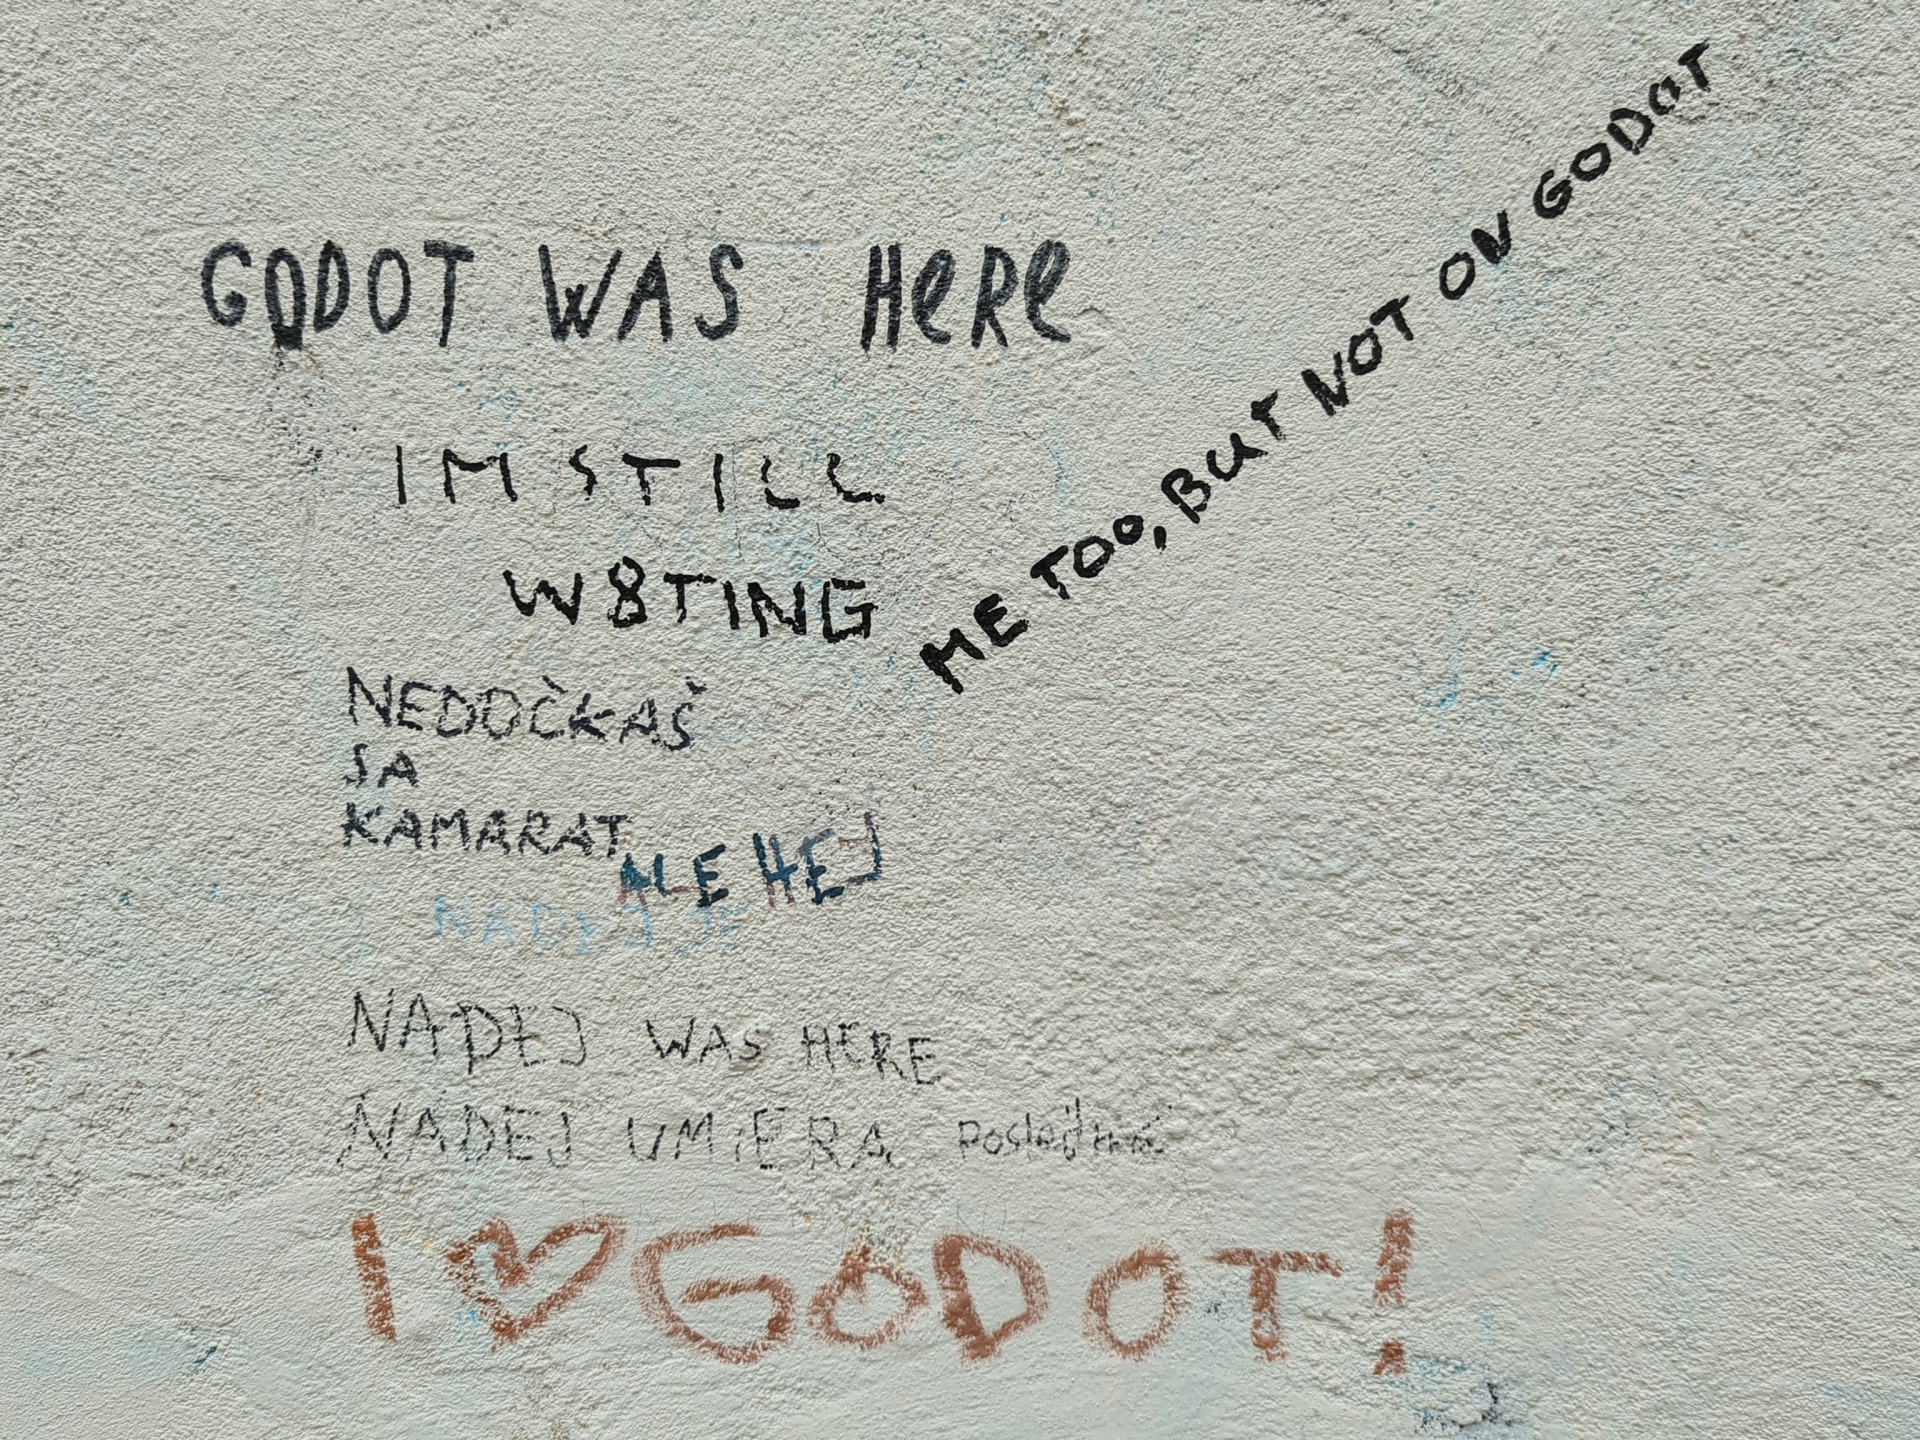 GODOT WAS HeRe
IM STILL
W8TING
ME TOO, BUT NOT ON GODOT
NEDOČKAŠ
SA
KAMARAT
ALE HEJ
NADEJ JE
NADEJ WAS HERE
NÁDEJ UMiERA Posledná
I ♡ GODOT!